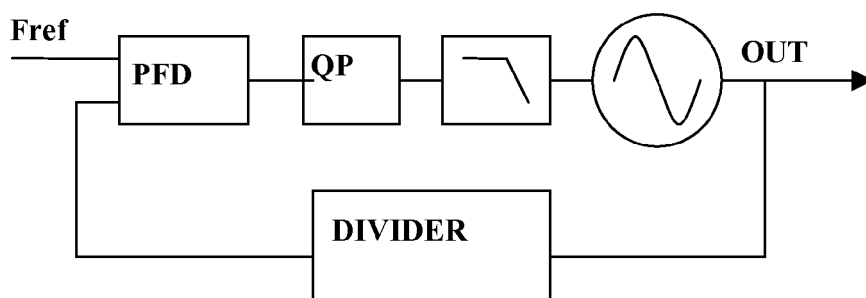 Fref
PFD
QP
OUT
DIVIDER